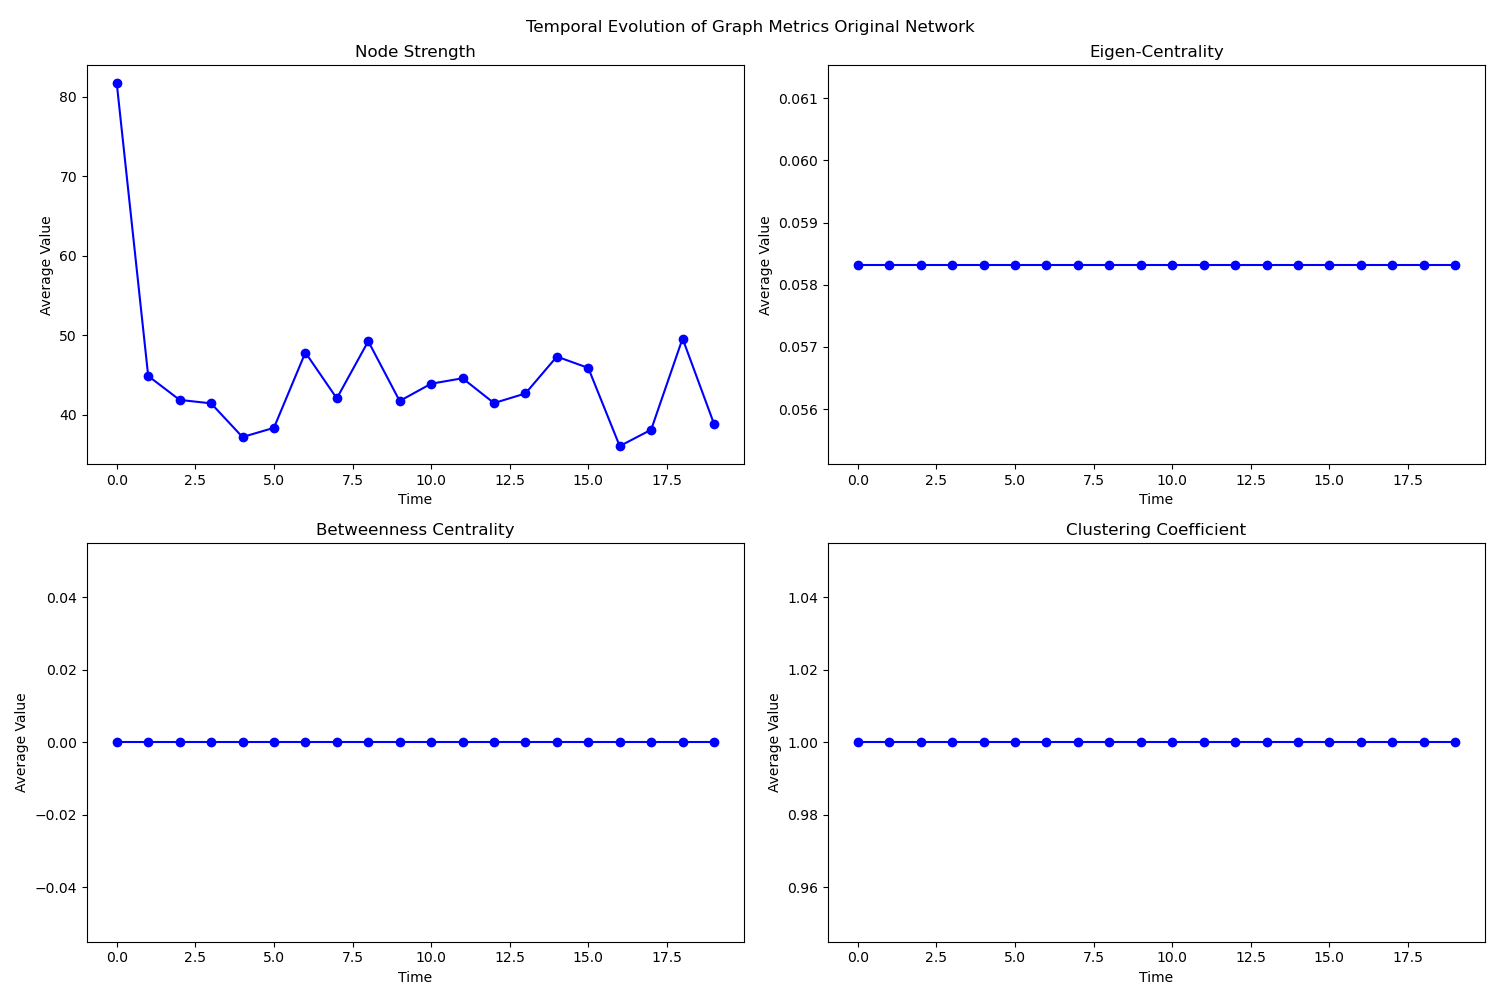 Temporal Evolution of Graph Metrics Original Network
Node Strength
Average Value
80
70
60
50
40
0.0 2.5 5.0 7.5 10.0 12.5 15.0 17.5
Time
Eigen-Centrality
Average Value
0.061
0.060
0.059
0.058
0.057
0.056
0.0 2.5 5.0 7.5 10.0 12.5 15.0 17.5
Time
Betweenness Centrality
Average Value
0.04
0.02
0.00
−0.02
−0.04
0.0 2.5 5.0 7.5 10.0 12.5 15.0 17.5
Time
Clustering Coefficient
Average Value
1.04
1.02
1.00
0.98
0.96
0.0 2.5 5.0 7.5 10.0 12.5 15.0 17.5
Time